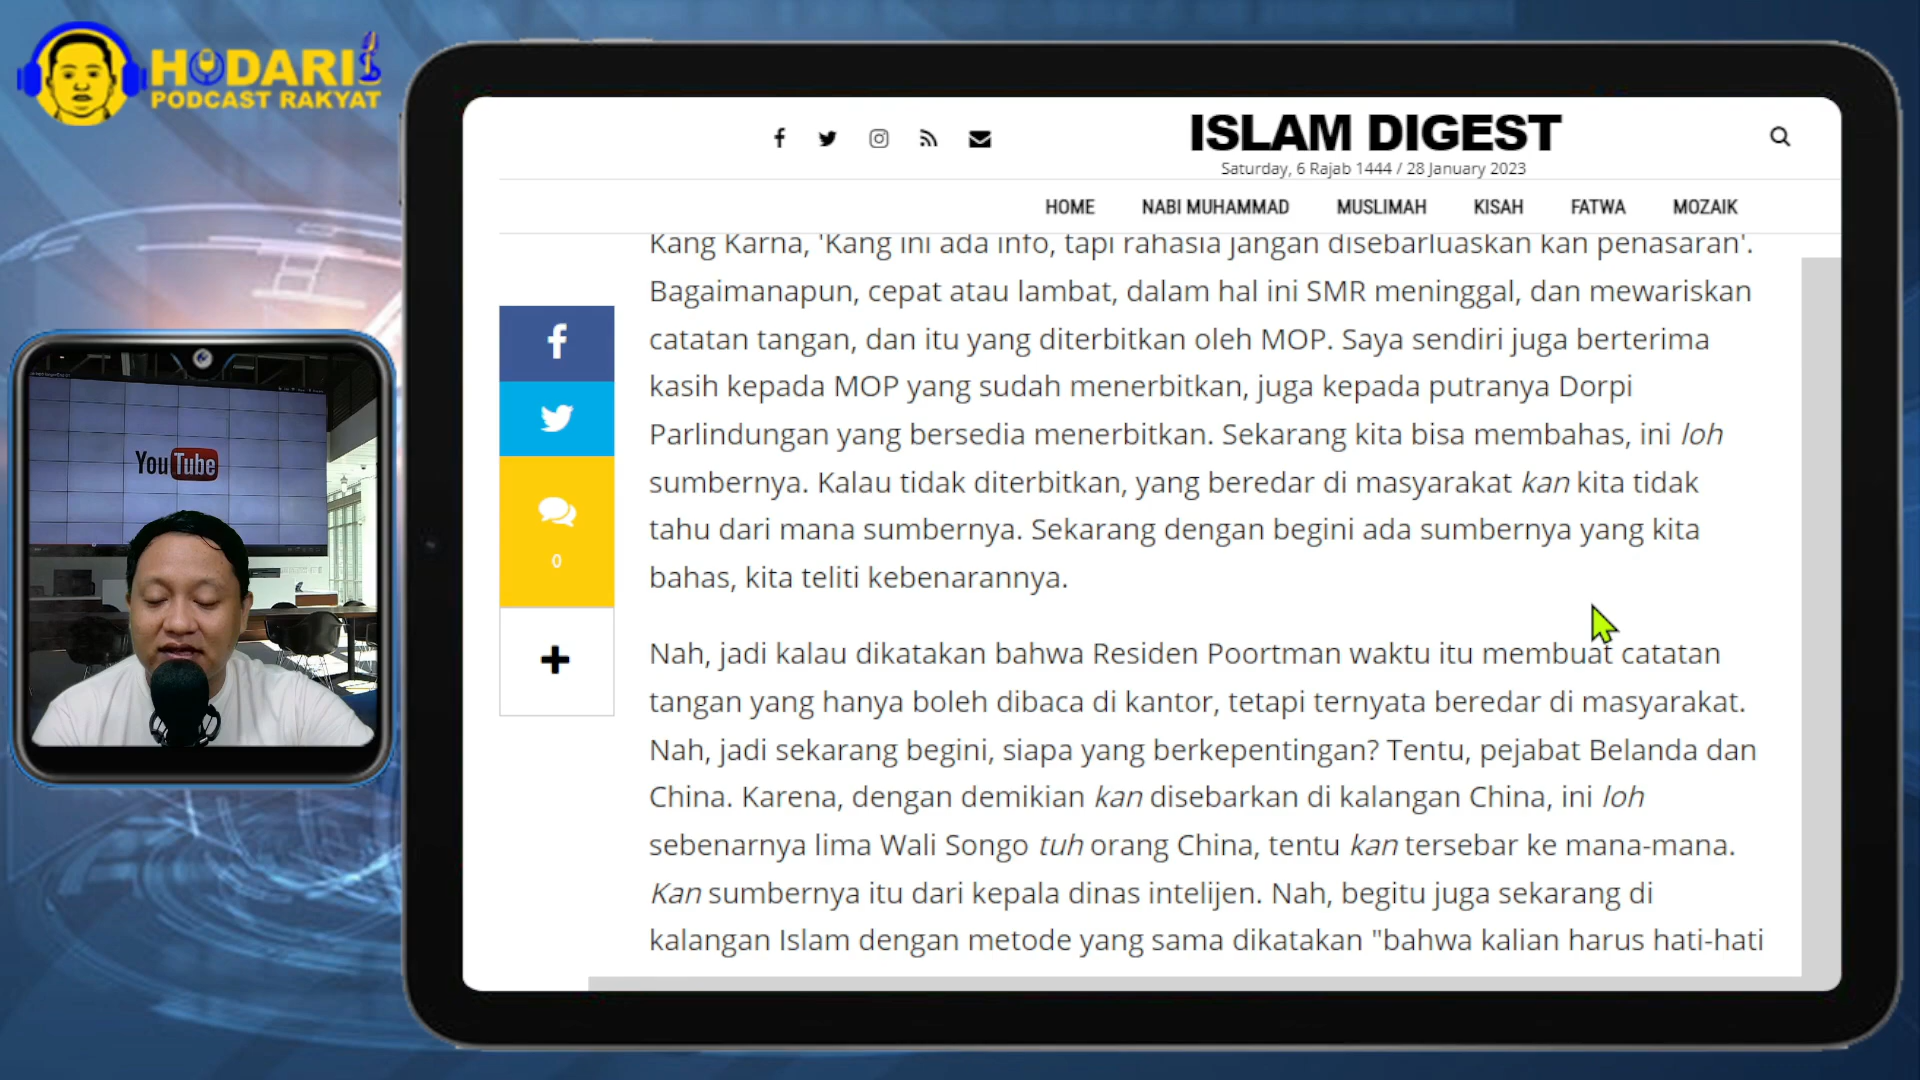 HODARI
PODCAST RAKYAT
YouTube
ISLAM DIGEST
Saturday, 6 Rajab 1444 / 28 January 2023
HOME NABI MUHAMMAD MUSLIMAH KISAH FATWA MOZAIK
Kang Karna, 'Kang ini ada info, tapi rahasia jangan disebarluaskan kan penasaran'.
Bagaimanapun, cepat atau lambat, dalam hal ini SMR meninggal, dan mewariskan
catatan tangan, dan itu yang diterbitkan oleh MOP. Saya sendiri juga berterima
kasih kepada MOP yang sudah menerbitkan, juga kepada putranya Dorpi
Parlindungan yang bersedia menerbitkan. Sekarang kita bisa membahas, ini loh
sumbernya. Kalau tidak diterbitkan, yang beredar di masyarakat kan kita tidak
tahu dari mana sumbernya. Sekarang dengan begini ada sumbernya yang kita
bahas, kita teliti kebenarannya.
0
Nah, jadi kalau dikatakan bahwa Residen Poortman waktu itu membuat catatan
tangan yang hanya boleh dibaca di kantor, tetapi ternyata beredar di masyarakat.
Nah, jadi sekarang begini, siapa yang berkepentingan? Tentu, pejabat Belanda dan
China. Karena, dengan demikian kan disebarkan di kalangan China, ini loh
sebenarnya lima Wali Songo tuh orang China, tentu kan tersebar ke mana-mana.
Kan sumbernya itu dari kepala dinas intelijen. Nah, begitu juga sekarang di
kalangan Islam dengan metode yang sama dikatakan "bahwa kalian harus hati-hati